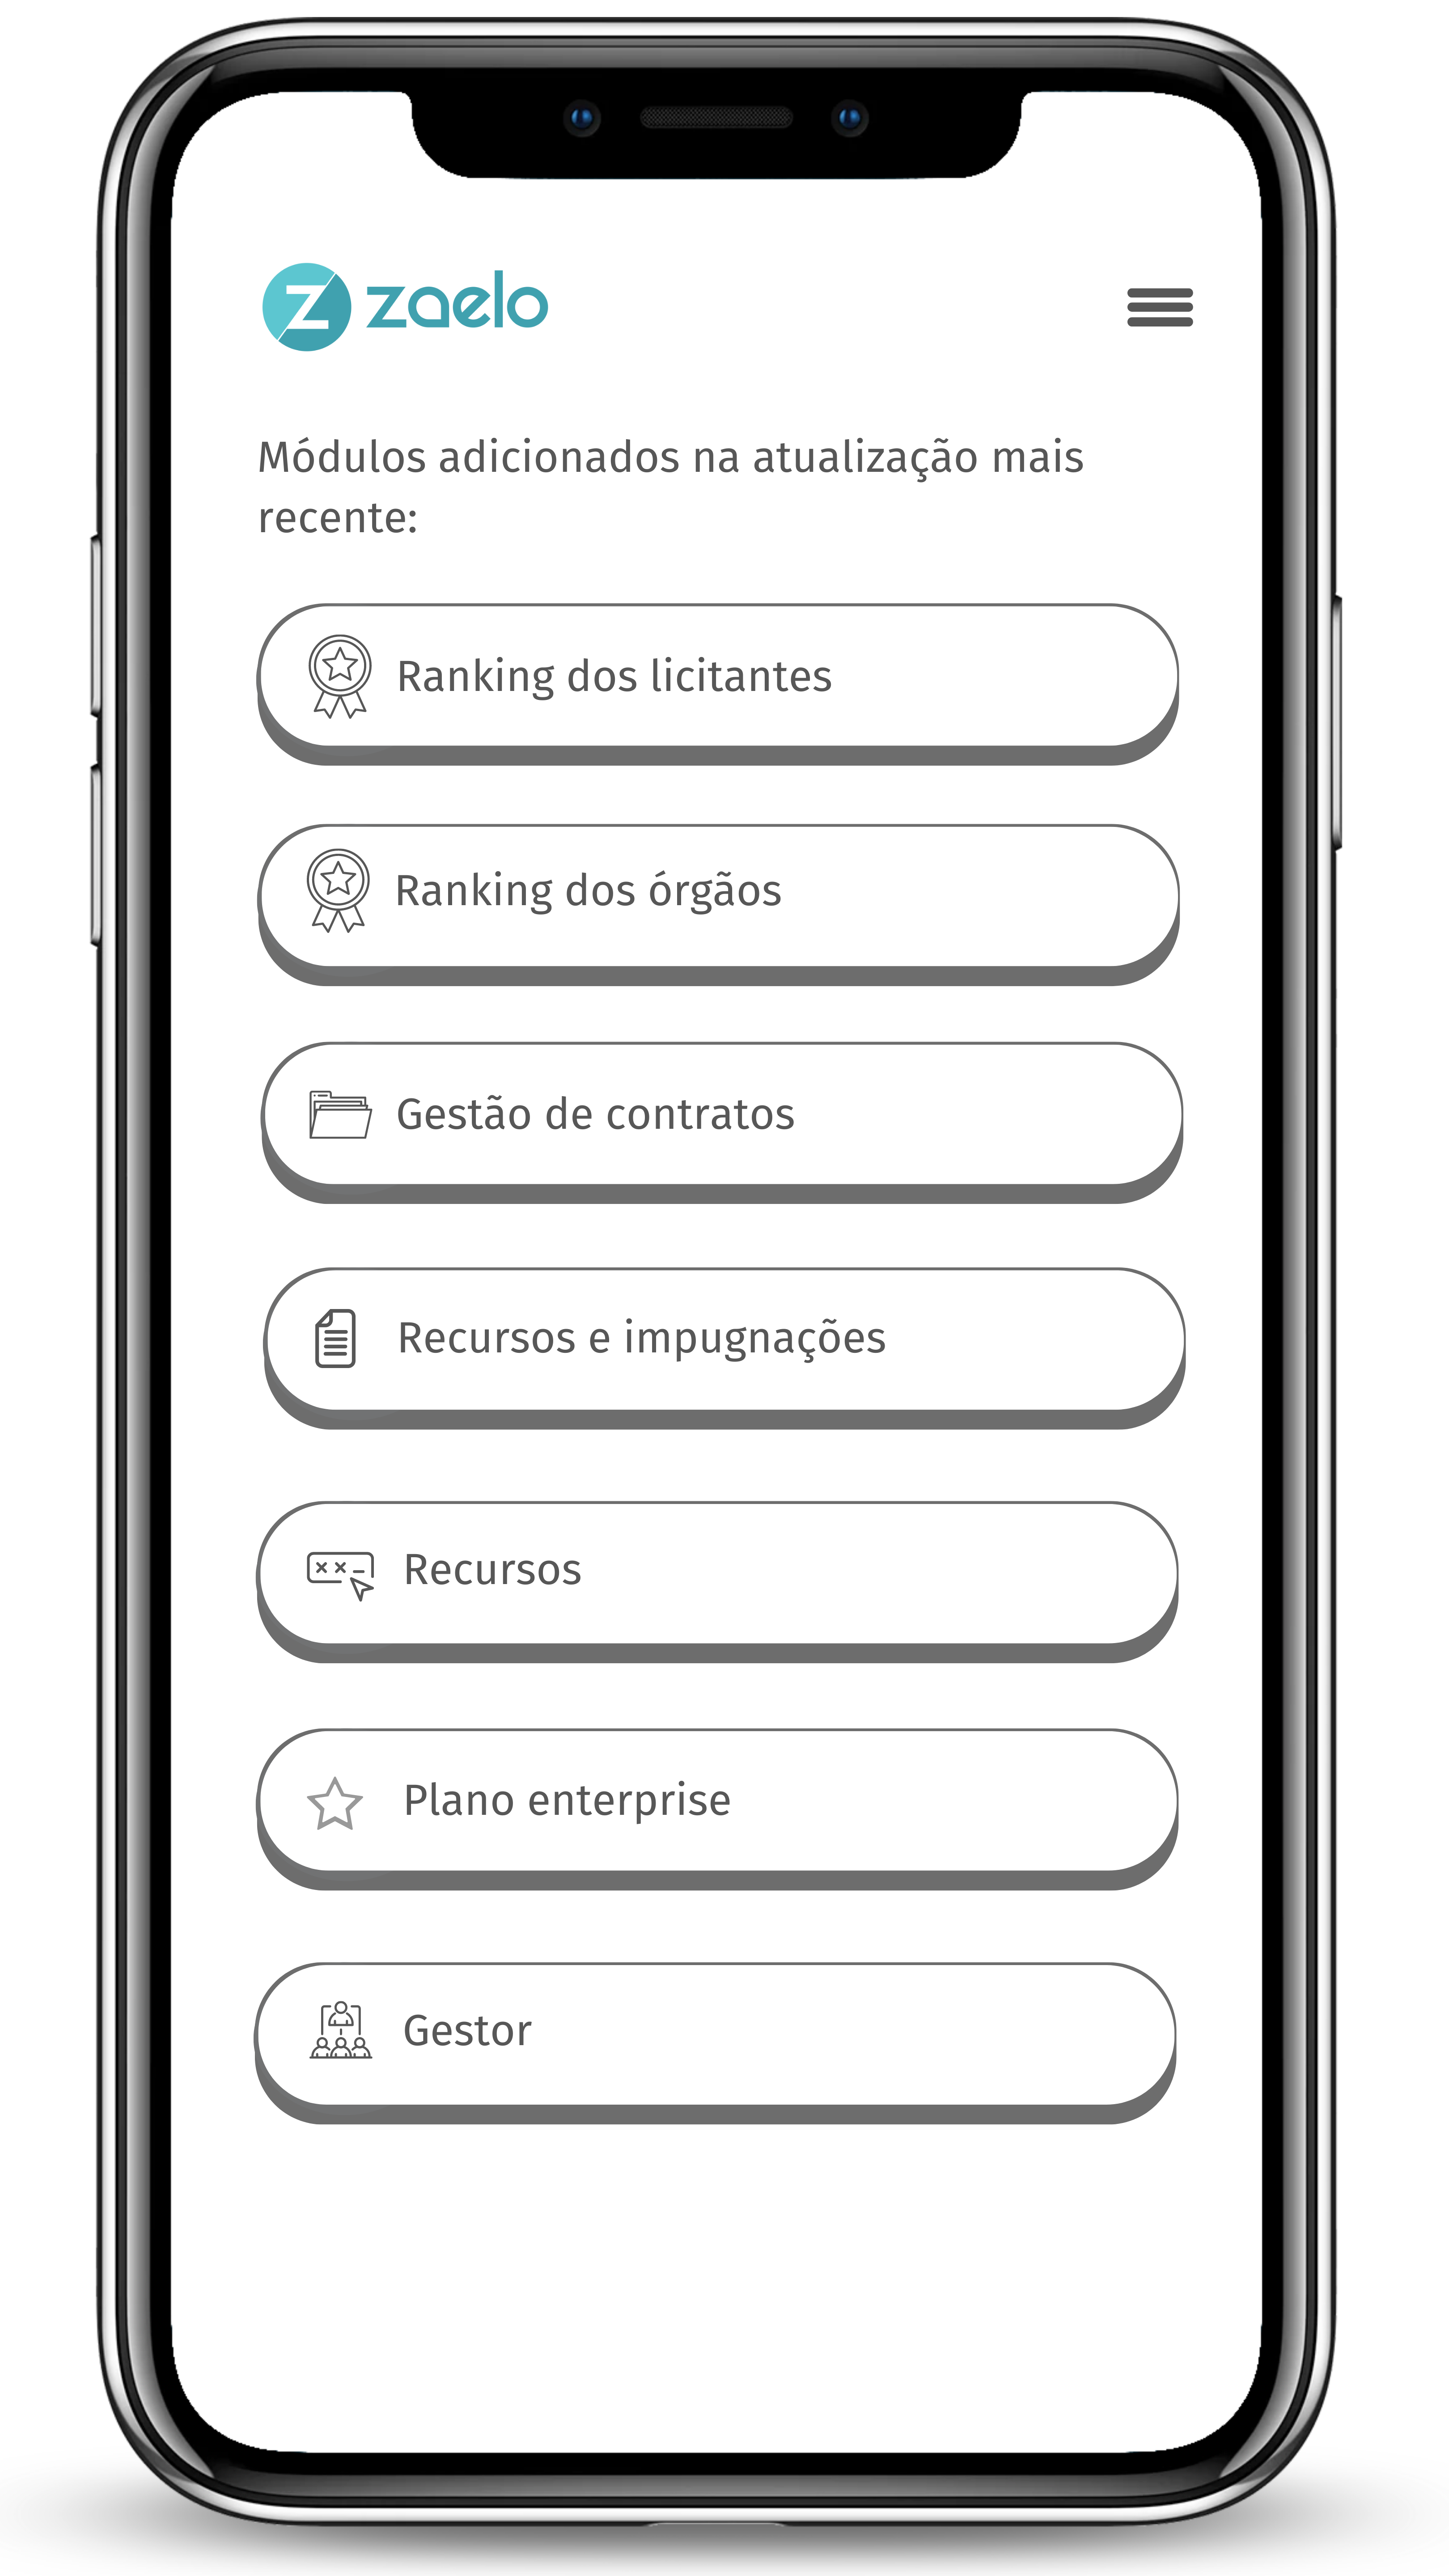 zaelo
Módulos adicionados na atualização mais
recente:
Ranking dos licitantes
Ranking dos órgãos
Gestão de contratos
Recursos e impugnações
Recursos
Plano enterprise
Gestor